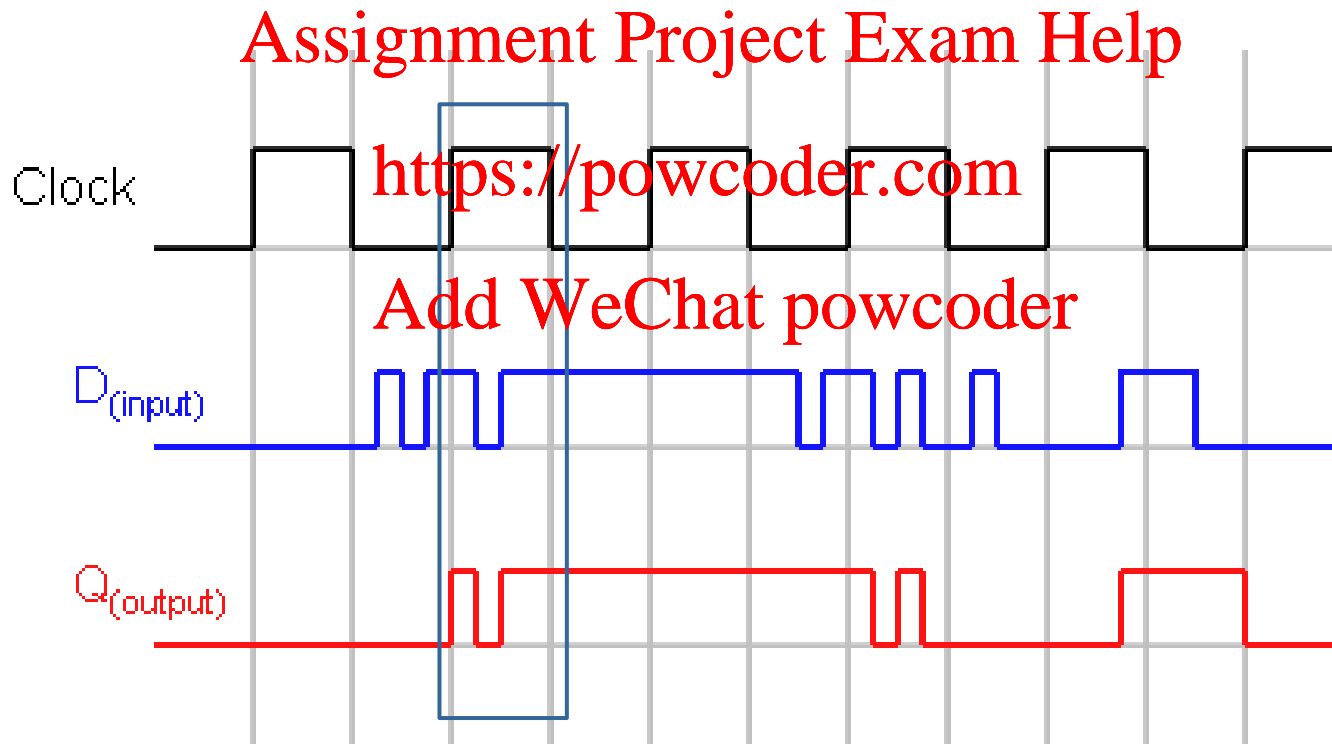 Assignment Project Exam Help
https://powcoder.com
Clock
Add WeChat powcoder
D(input)
Q(output)